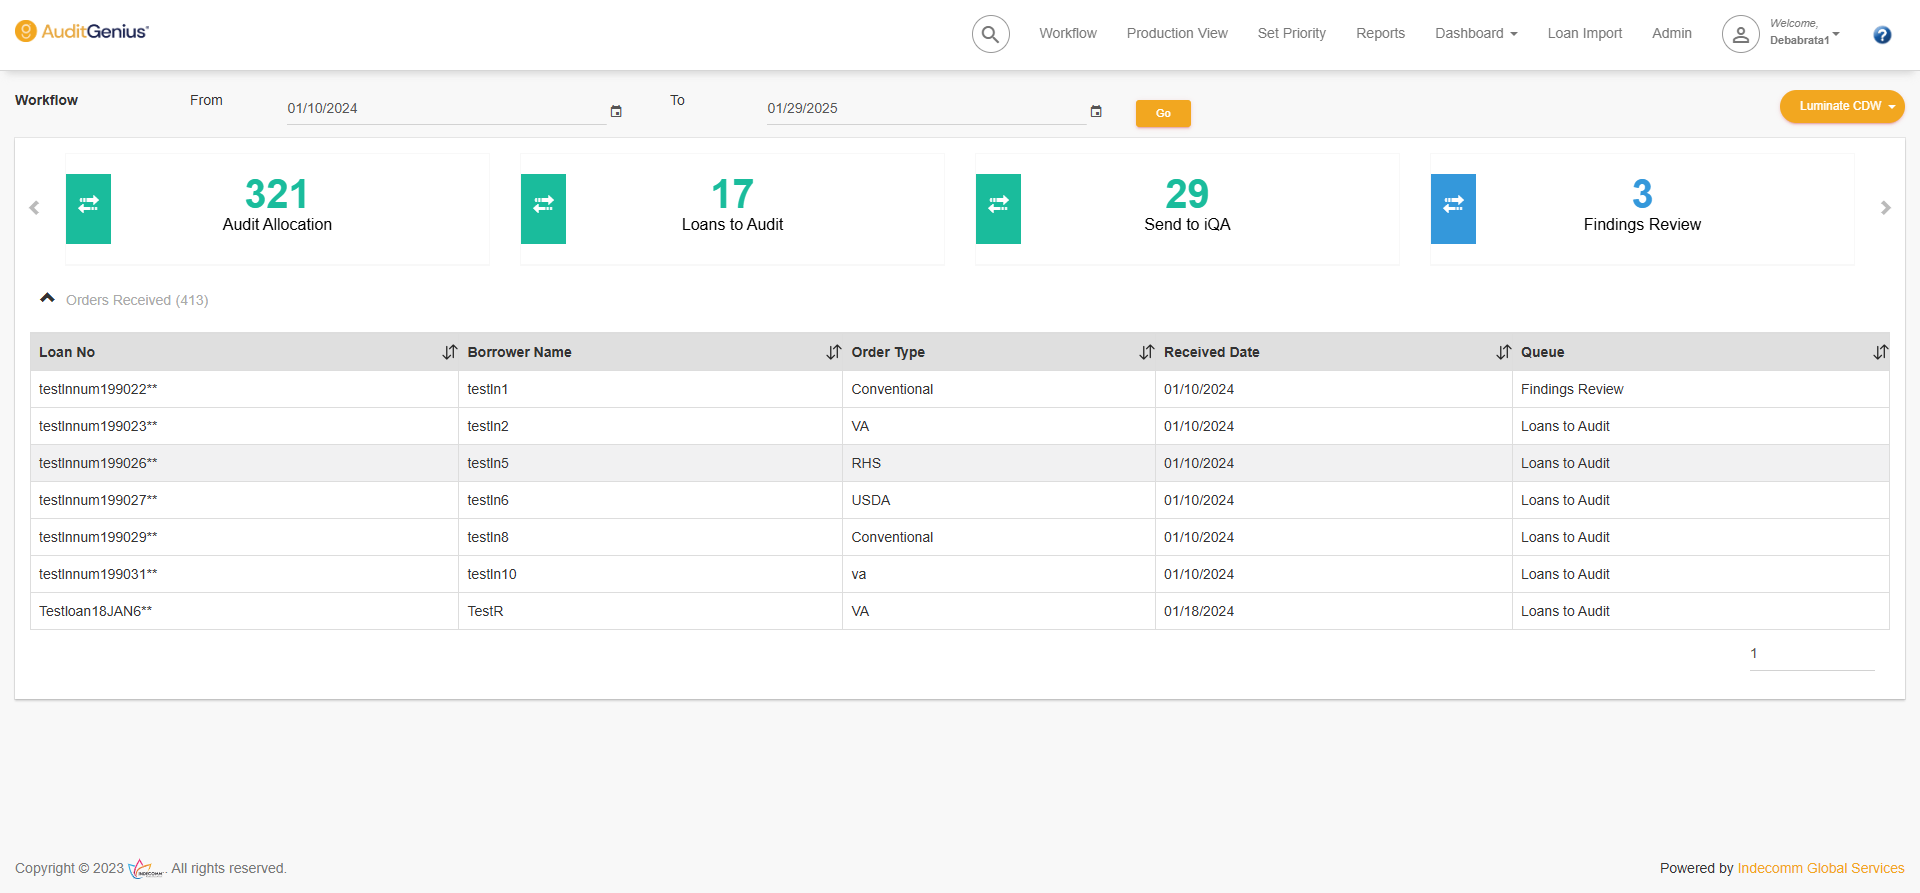 AuditGenius
Workflow
Production View
Set Priority
Reports
Dashboard
Loan Import
Admin
Welcome,
Debabrata1
?
Workflow
From
01/10/2024
To
01/29/2025
Go
Luminate CDW
321
Audit Allocation
17
Loans to Audit
29
Send to iQA
3
Findings Review
Orders Received (413)
Loan No Borrower Name Order Type Received Date Queue
testlnnum199022** testln1 Conventional 01/10/2024 Findings Review
testlnnum199023** testln2 VA 01/10/2024 Loans to Audit
testlnnum199026** testln5 RHS 01/10/2024 Loans to Audit
testlnnum199027** testln6 USDA 01/10/2024 Loans to Audit
testlnnum199029** testln8 Conventional 01/10/2024 Loans to Audit
testlnnum199031** testln10 va 01/10/2024 Loans to Audit
Testloan18JAN6** TestR VA 01/18/2024 Loans to Audit
1
Copyright © 2023 INDECOMM. All rights reserved.
Powered by Indecomm Global Services